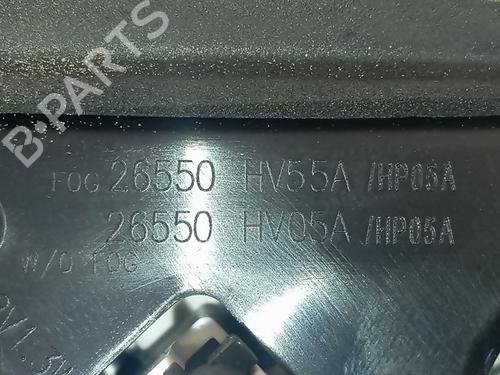 B-PARTS
FOG 26550 HV55A /HP05A
26550 HV05A /HP05A
W/O FOG